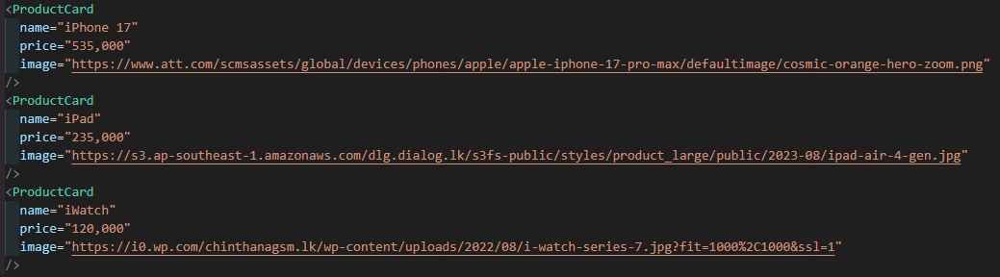 <ProductCard
name="iPhone 17"
price="535,000"
image="https://www.att.com/scmsassets/global/devices/phones/apple/apple-iphone-17-pro-max/defaultimage/cosmic-orange-hero-zoom.png"
/>
<ProductCard
name="iPad"
price="235,000"
image="https://s3.ap-southeast-1.amazonaws.com/dlg.dialog.lk/s3fs-public/styles/product_large/public/2023-08/ipad-air-4-gen.jpg"
/>
<ProductCard
name="iWatch"
price="120,000"
image="https://i0.wp.com/chinthanagsm.lk/wp-content/uploads/2022/08/i-watch-series-7.jpg?fit=1000%2C1000&ssl=1"
/>